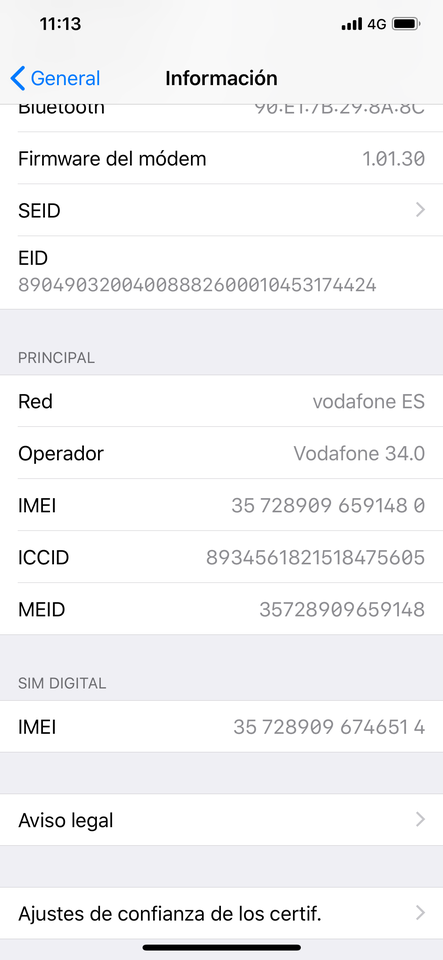 11:13
4G
General
Información
Bluetooth
90:E1:7B:29:8A:8C
Firmware del módem
1.01.30
SEID
EID
89049032004008882600010453174424
PRINCIPAL
Red
vodafone ES
Operador
Vodafone 34.0
IMEI
35 728909 659148 0
ICCID
8934561821518475605
MEID
35728909659148
SIM DIGITAL
IMEI
35 728909 674651 4
Aviso legal
Ajustes de confianza de los certif.